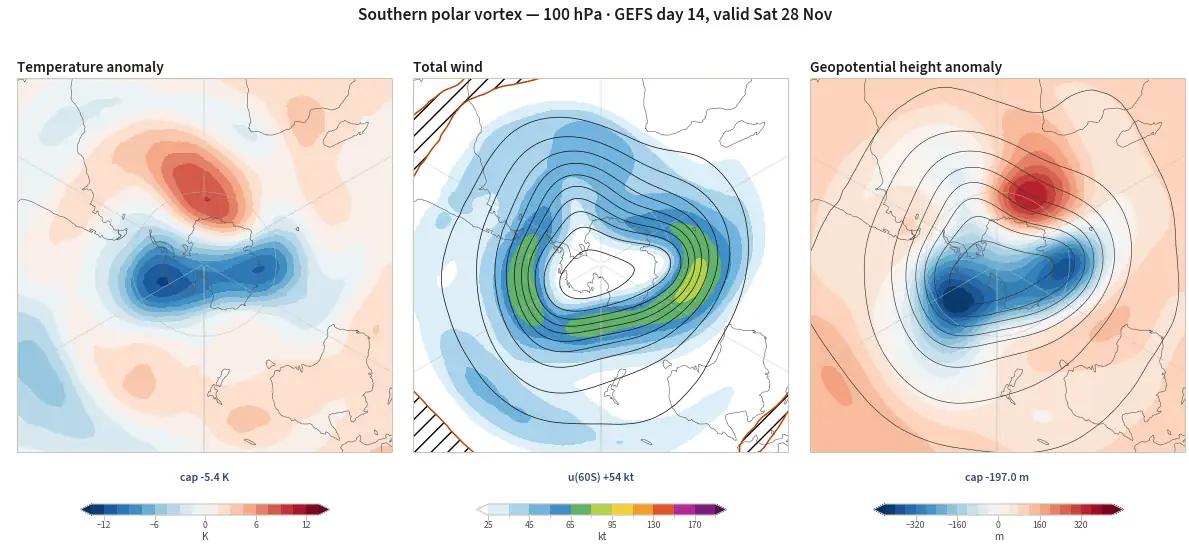 Southern polar vortex — 100 hPa · GEFS day 14, valid Sat 28 Nov
Temperature anomaly
Total wind
Geopotential height anomaly
cap -5.4 K
u(60S) +54 kt
cap -197.0 m
−12 −6 0 6 12
K
25 45 65 95 130 170
kt
−320 −160 0 160 320
m